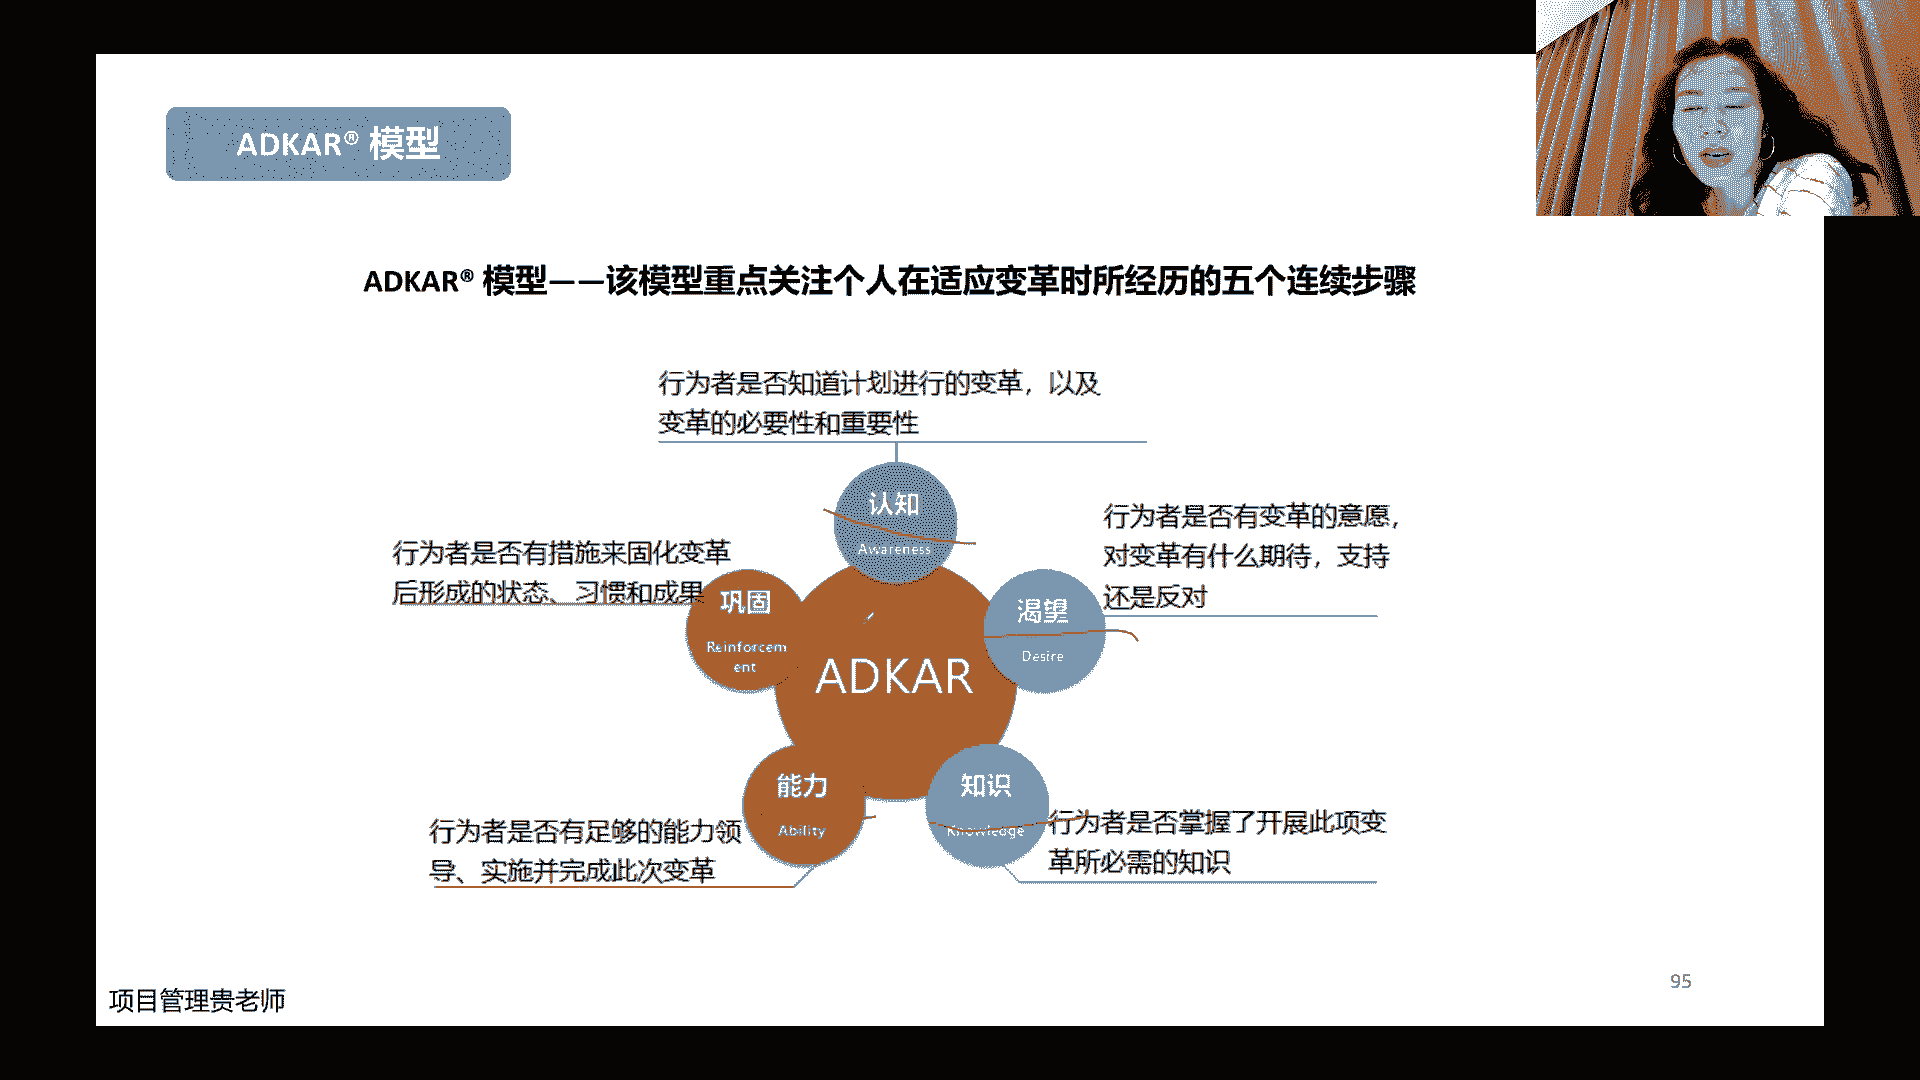 ADKAR® 模型
ADKAR® 模型——该模型重点关注个人在适应变革时所经历的五个连续步骤
行为者是否知道计划进行的变革，以及
变革的必要性和重要性
认知
Awareness
行为者是否有变革的意愿，
对变革有什么期待，支持
还是反对
渴望
Desire
行为者是否有措施来固化变革
后形成的状态、习惯和成果
巩固
Reinforcem
ent
ADKAR
能力
Ability
行为者是否有足够的能力领
导、实施并完成此次变革
知识
Knowledge
行为者是否掌握了开展此项变
革所必需的知识
项目管理贵老师
95